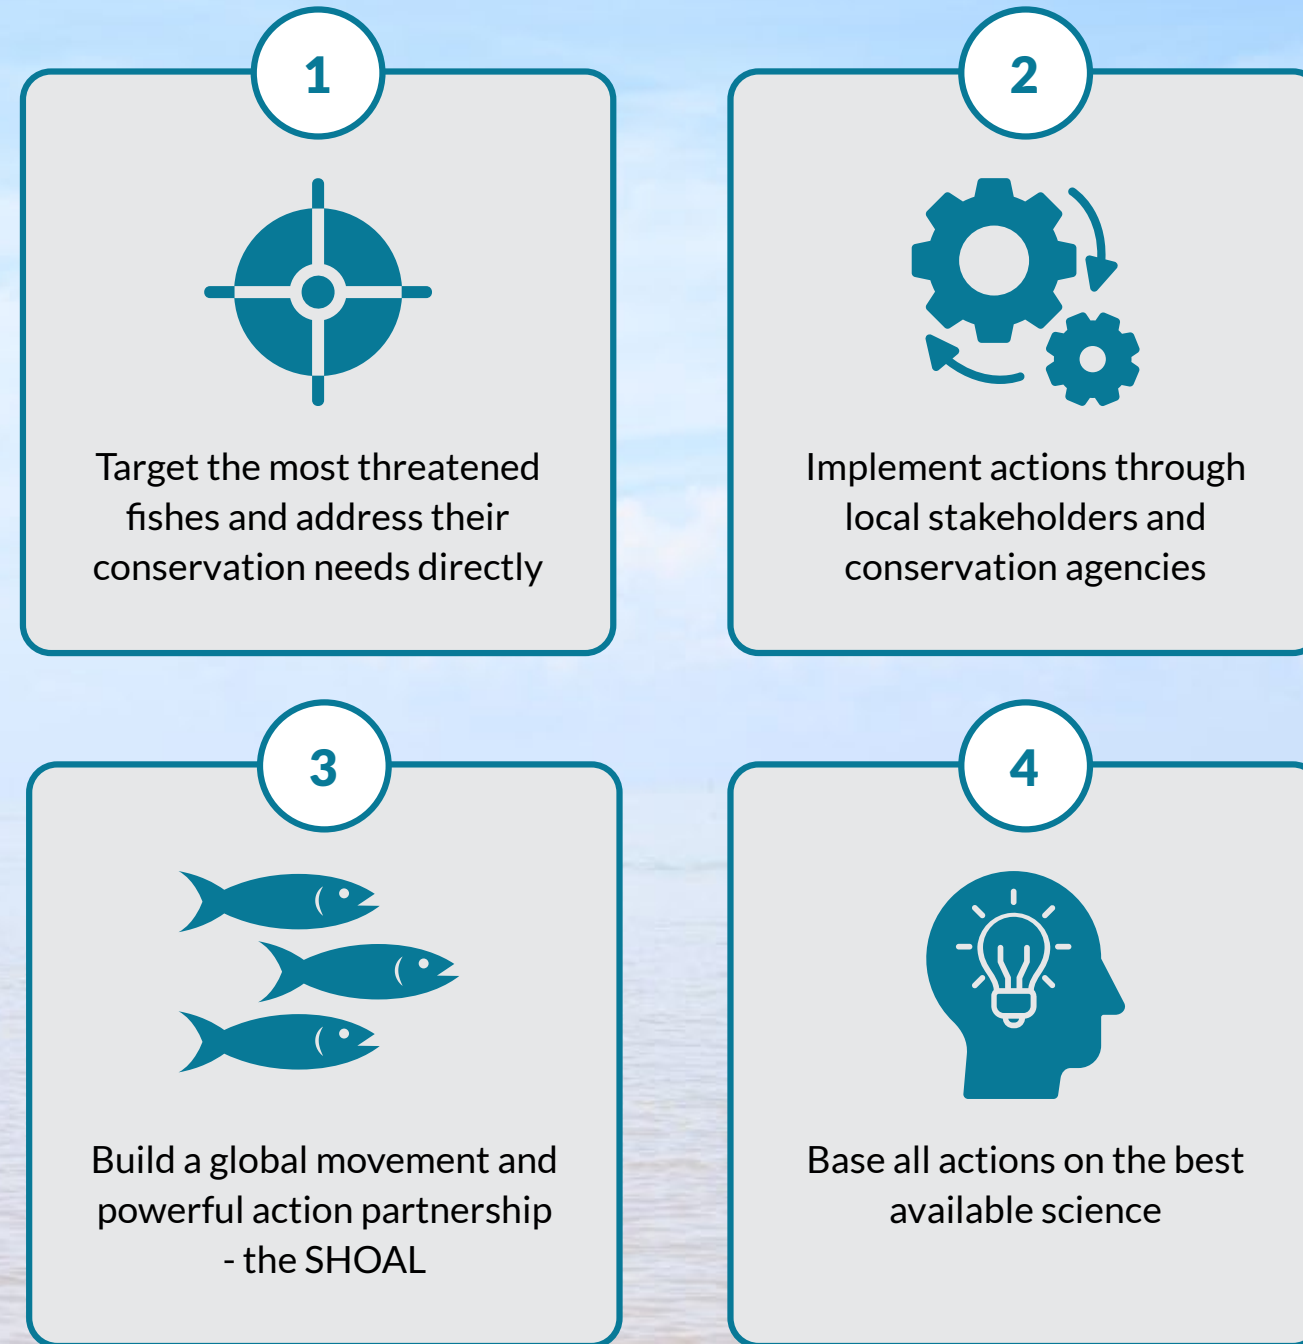 1
Target the most threatened
fishes and address their
conservation needs directly
2
Implement actions through
local stakeholders and
conservation agencies
3
Build a global movement and
powerful action partnership
- the SHOAL
4
Base all actions on the best
available science